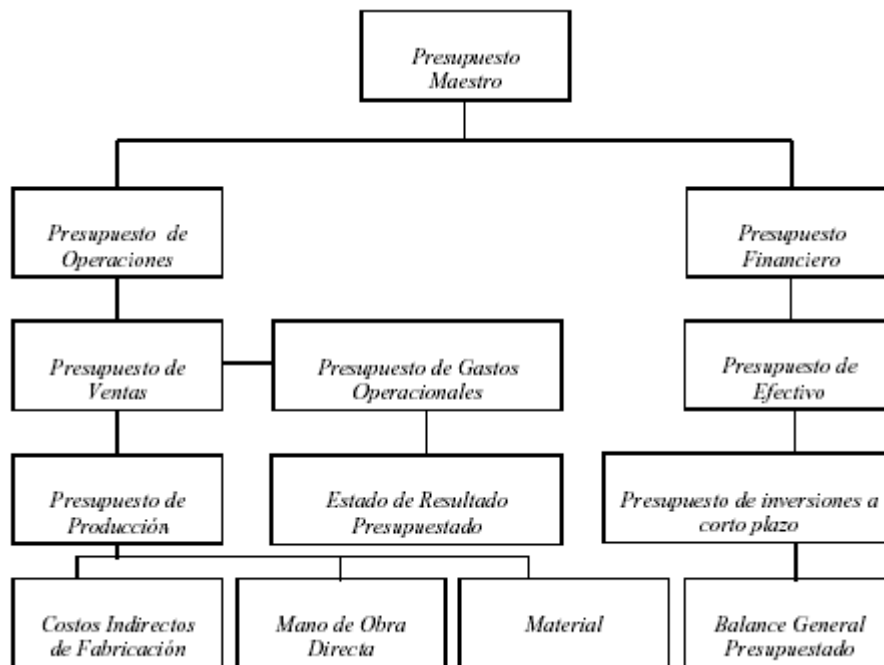 Presupuesto
Maestro
Presupuesto de
Operaciones
Presupuesto
Financiero
Presupuesto de
Ventas
Presupuesto de Gastos
Operacionales
Presupuesto de
Efectivo
Presupuesto de
Producción
Estado de Resultado
Presupuestado
Presupuesto de inversiones a
corto plazo
Costos Indirectos
de Fabricación
Mano de Obra
Directa
Material
Balance General
Presupuestado